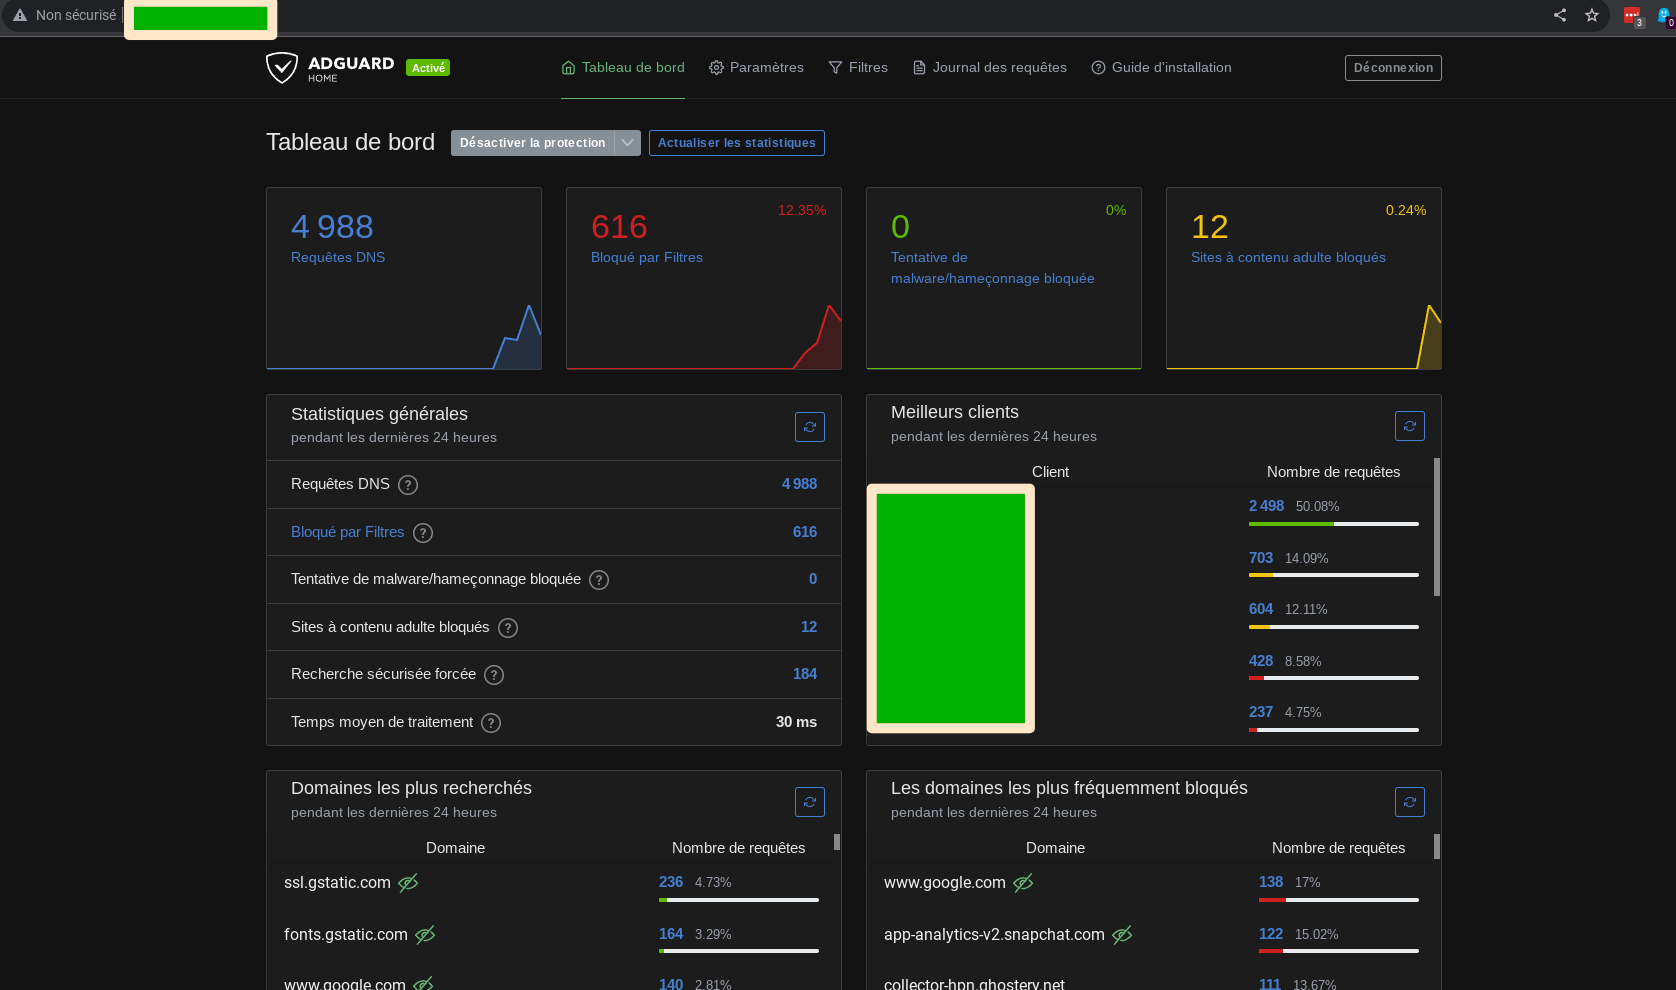 Non sécurisé
3
0
ADGUARD
HOME
Activé
Tableau de bord
Paramètres
Filtres
Journal des requêtes
Guide d'installation
Déconnexion
Tableau de bord
Désactiver la protection
Actualiser les statistiques
4 988
Requêtes DNS
12.35%
616
Bloqué par Filtres
0%
0
Tentative de
malware/hameçonnage bloquée
0.24%
12
Sites à contenu adulte bloqués
Statistiques générales
pendant les dernières 24 heures
Requêtes DNS ? 4 988
Bloqué par Filtres ? 616
Tentative de malware/hameçonnage bloquée ? 0
Sites à contenu adulte bloqués ? 12
Recherche sécurisée forcée ? 184
Temps moyen de traitement ? 30 ms
Meilleurs clients
pendant les dernières 24 heures
Client Nombre de requêtes
2 498 50.08%
703 14.09%
604 12.11%
428 8.58%
237 4.75%
Domaines les plus recherchés
pendant les dernières 24 heures
Domaine Nombre de requêtes
ssl.gstatic.com 236 4.73%
fonts.gstatic.com 164 3.29%
www.google.com 140 2.81%
Les domaines les plus fréquemment bloqués
pendant les dernières 24 heures
Domaine Nombre de requêtes
www.google.com 138 17%
app-analytics-v2.snapchat.com 122 15.02%
collector-hpn.ghostery.net 111 13.67%